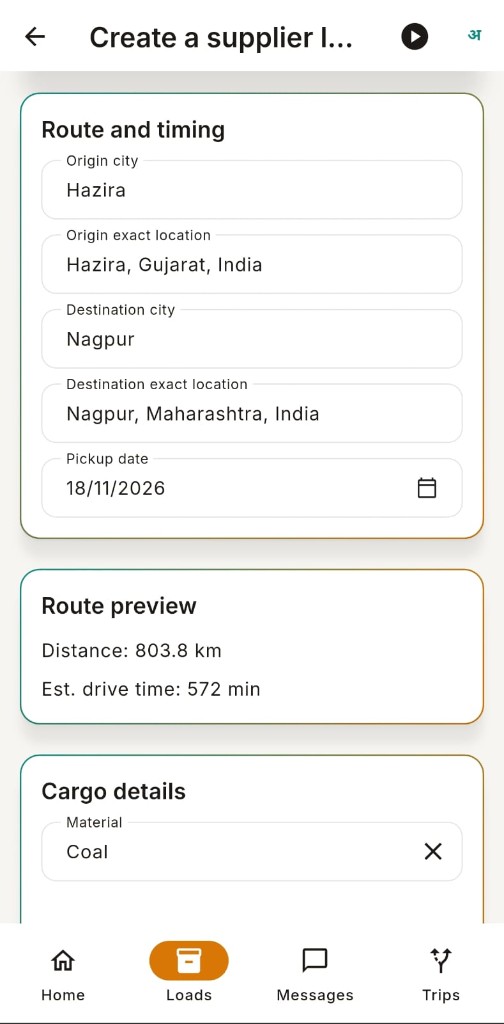 Create a supplier l...
अ
Route and timing
Origin city
Hazira
Origin exact location
Hazira, Gujarat, India
Destination city
Nagpur
Destination exact location
Nagpur, Maharashtra, India
Pickup date
18/11/2026
Route preview
Distance: 803.8 km
Est. drive time: 572 min
Cargo details
Material
Coal
Home
Loads
Messages
Trips